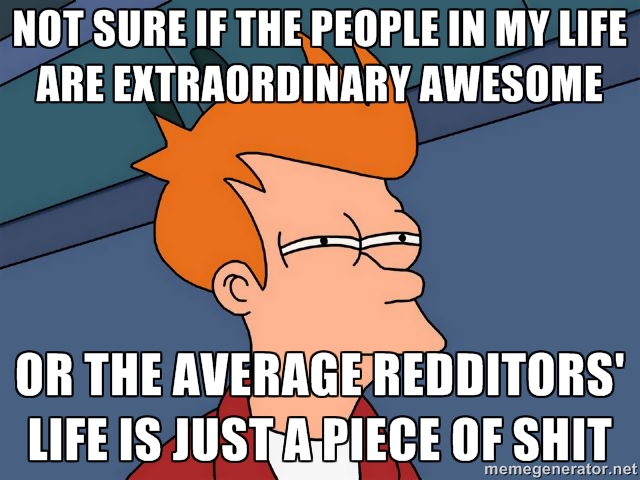 NOT SURE IF THE PEOPLE IN MY LIFE
ARE EXTRAORDINARY AWESOME
OR THE AVERAGE REDDITORS'
LIFE IS JUST A PIECE OF SHIT
memegenerator.net